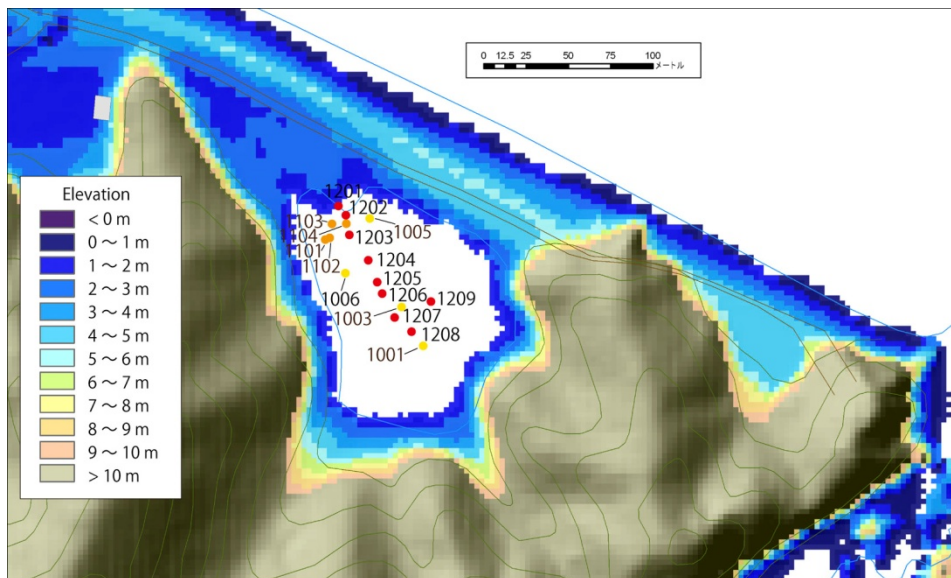 0 12.5 25 50 75 100
メートル
Elevation
< 0 m
0～1 m
1～2 m
2～3 m
3～4 m
4～5 m
5～6 m
6～7 m
7～8 m
8～9 m
9～10 m
> 10 m
1201
1202
103
04
1203
1005
101
1102
1204
1205
1006
1206
1209
1003
1207
1208
1001